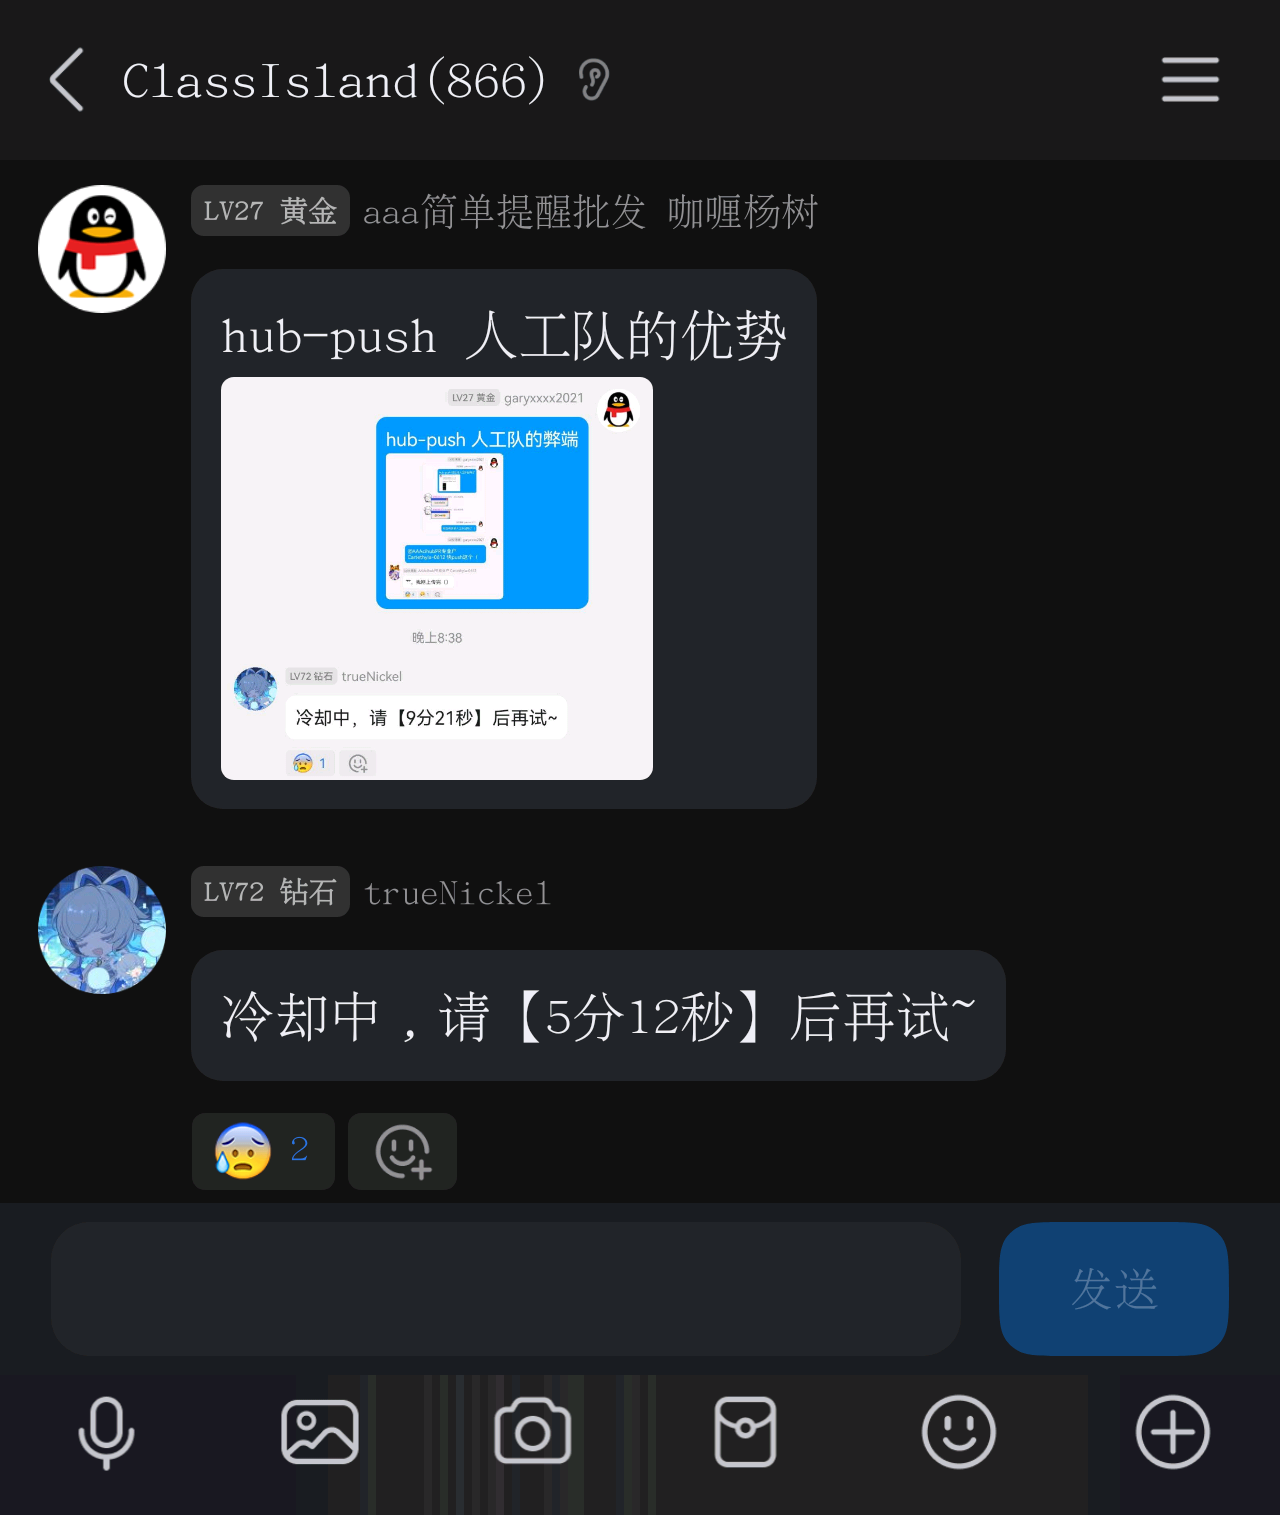 ClassIsland(866)
LV27 黄金 aaa简单提醒批发 咖喱杨树
hub-push 人工队的优势
LV27 黄金 garyxxxx2021
hub-push 人工队的弊端
晚上8:38
LV72 钻石 trueNickel
冷却中，请【9分21秒】后再试~
1
LV72 钻石 trueNickel
冷却中，请【5分12秒】后再试~
2
发送